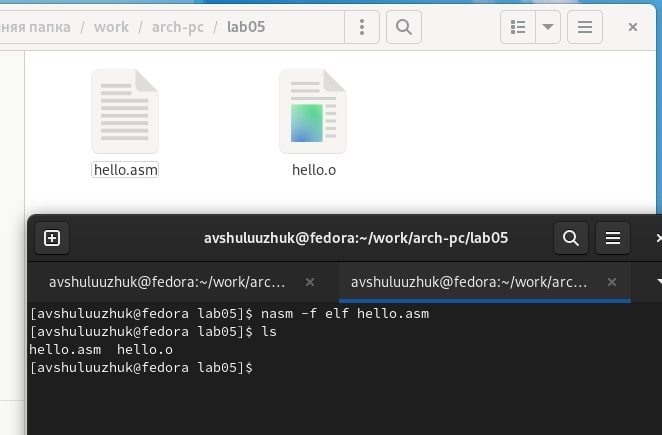 няя папка / work / arch-pc / lab05
hello.asm
hello.o
avshuluuzhuk@fedora:~/work/arch-pc/lab05
avshuluuzhuk@fedora:~/work/arc...
avshuluuzhuk@fedora:~/work/arc...
[avshuluuzhuk@fedora lab05]$ nasm -f elf hello.asm
[avshuluuzhuk@fedora lab05]$ ls
hello.asm  hello.o
[avshuluuzhuk@fedora lab05]$